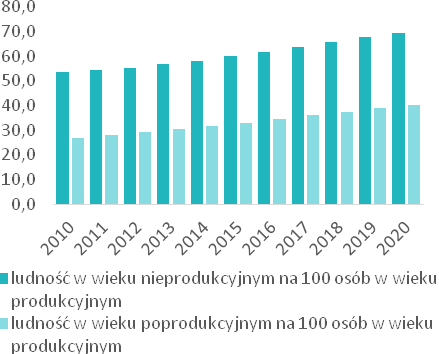 80,0
70,0
60,0
50,0
40,0
30,0
20,0
10,0
0,0
2010 2011 2012 2013 2014 2015 2016 2017 2018 2019 2020
ludność w wieku nieprodukcyjnym na 100 osób w wieku
produkcyjnym
ludność w wieku poprodukcyjnym na 100 osób w wieku
produkcyjnym